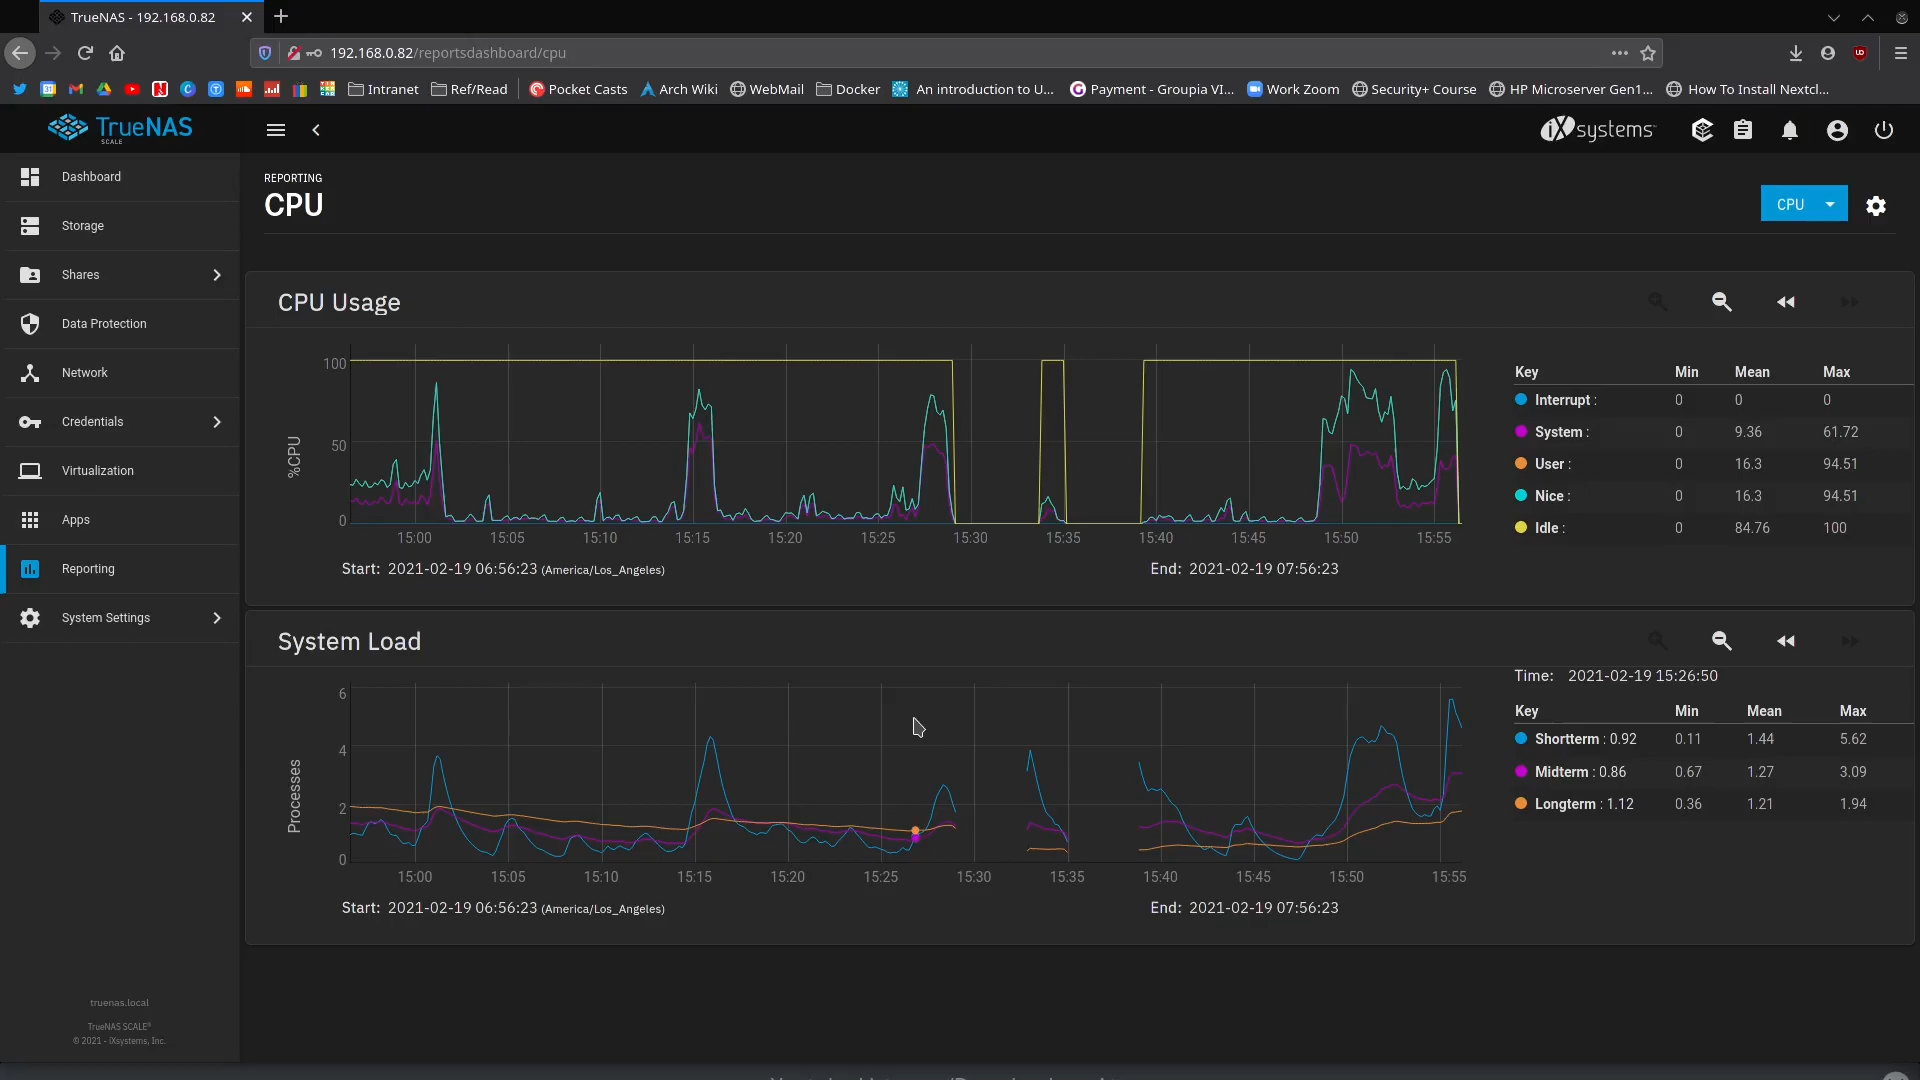 TrueNAS - 192.168.0.82
192.168.0.82/reportsdashboard/cpu
Intranet
Ref/Read
Pocket Casts
Arch Wiki
WebMail
Docker
An introduction to U...
Payment - Groupia VI...
Work Zoom
Security+ Course
HP Microserver Gen1...
How To Install Nextcl...
TrueNAS
SCALE
iXsystems
Dashboard
Storage
Shares
Data Protection
Network
Credentials
Virtualization
Apps
Reporting
System Settings
truenas.local
TrueNAS SCALE®
© 2021 - iXsystems, Inc.
REPORTING
CPU
CPU
CPU Usage
%CPU
100
50
0
15:00 15:05 15:10 15:15 15:20 15:25 15:30 15:35 15:40 15:45 15:50 15:55
Start: 2021-02-19 06:56:23 (America/Los_Angeles)
End: 2021-02-19 07:56:23
Key Min Mean Max
Interrupt : 0 0 0
System : 0 9.36 61.72
User : 0 16.3 94.51
Nice : 0 16.3 94.51
Idle : 0 84.76 100
System Load
Processes
6
4
2
0
15:00 15:05 15:10 15:15 15:20 15:25 15:30 15:35 15:40 15:45 15:50 15:55
Start: 2021-02-19 06:56:23 (America/Los_Angeles)
End: 2021-02-19 07:56:23
Time: 2021-02-19 15:26:50
Key Min Mean Max
Shortterm : 0.92 0.11 1.44 5.62
Midterm : 0.86 0.67 1.27 3.09
Longterm : 1.12 0.36 1.21 1.94